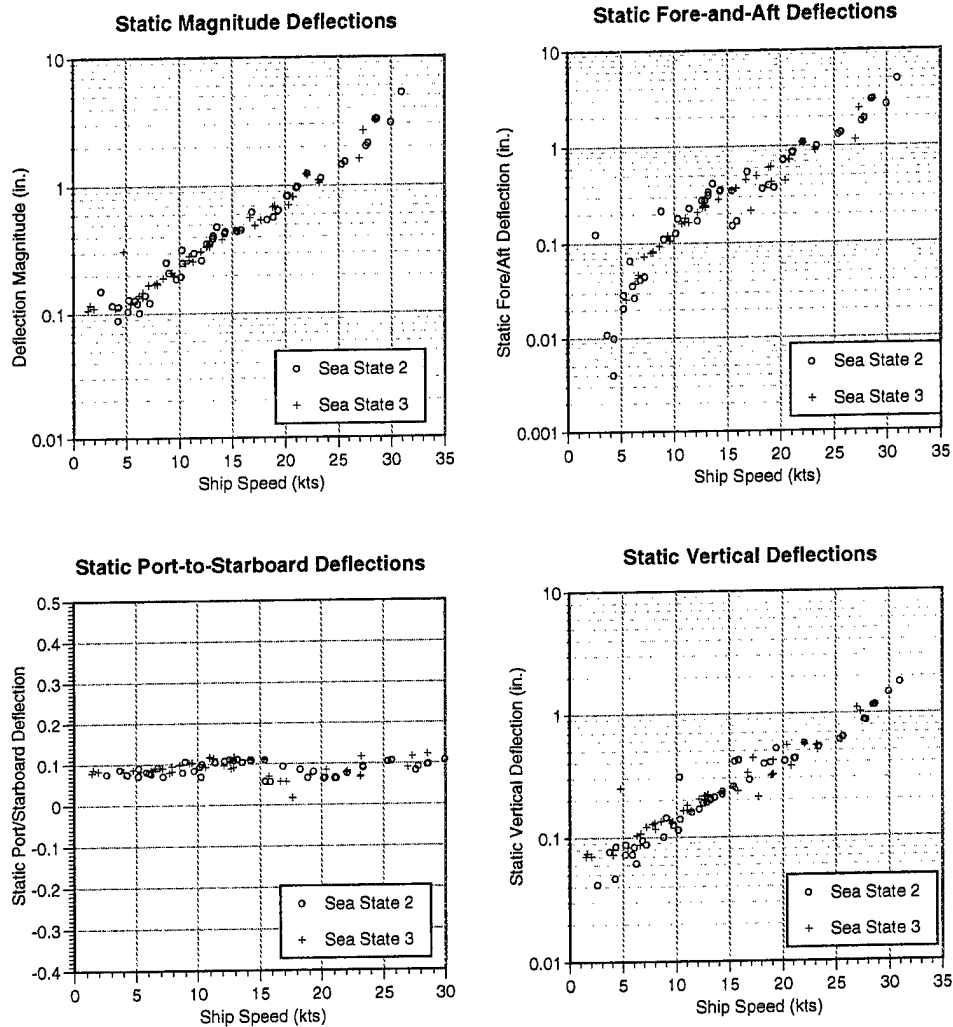 Static Magnitude Deflections
10
1
0.1
0.01
Deflection Magnitude (in.)
Sea State 2
Sea State 3
0 5 10 15 20 25 30 35
Ship Speed (kts)
Static Fore-and-Aft Deflections
10
1
0.1
0.01
0.001
Static Fore/Aft Deflection (in.)
Sea State 2
Sea State 3
0 5 10 15 20 25 30 35
Ship Speed (kts)
Static Port-to-Starboard Deflections
0.5
0.4
0.3
0.2
0.1
0
-0.1
-0.2
-0.3
-0.4
Static Port/Starboard Deflection
Sea State 2
Sea State 3
0 5 10 15 20 25 30
Ship Speed (kts)
Static Vertical Deflections
10
1
0.1
0.01
Static Vertical Deflection (in.)
Sea State 2
Sea State 3
0 5 10 15 20 25 30 35
Ship Speed (kts)